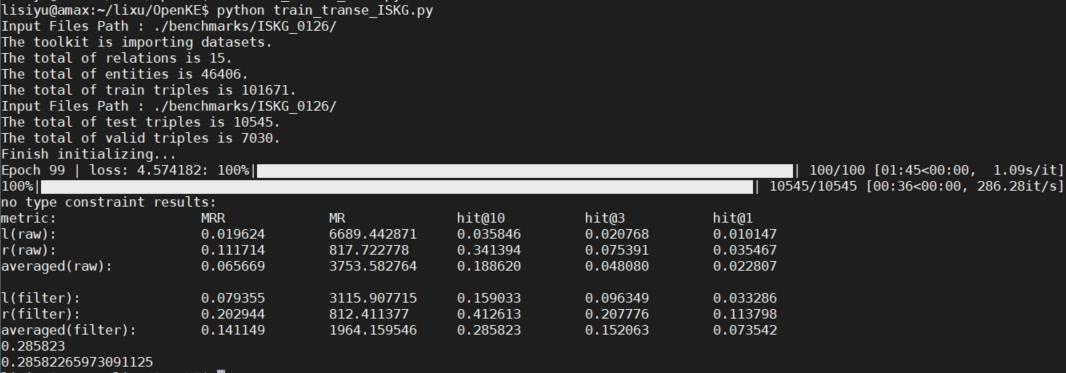 lisiyu@amax:~/lixu/OpenKE$ python train_transe_ISKG.py
Input Files Path : ./benchmarks/ISKG_0126/
The toolkit is importing datasets.
The total of relations is 15.
The total of entities is 46406.
The total of train triples is 101671.
Input Files Path : ./benchmarks/ISKG_0126/
The total of test triples is 10545.
The total of valid triples is 7030.
Finish initializing...
Epoch 99 | loss: 4.574182: 100%| | 100/100 [01:45<00:00, 1.09s/it]
100%| | 10545/10545 [00:36<00:00, 286.28it/s]
no type constraint results:
metric: MRR MR hit@10 hit@3 hit@1
l(raw): 0.019624 6689.442871 0.035846 0.020768 0.010147
r(raw): 0.111714 817.722778 0.341394 0.075391 0.035467
averaged(raw): 0.065669 3753.582764 0.188620 0.048080 0.022807
l(filter): 0.079355 3115.907715 0.159033 0.096349 0.033286
r(filter): 0.202944 812.411377 0.412613 0.207776 0.113798
averaged(filter): 0.141149 1964.159546 0.285823 0.152063 0.073542
0.285823
0.28582265973091125